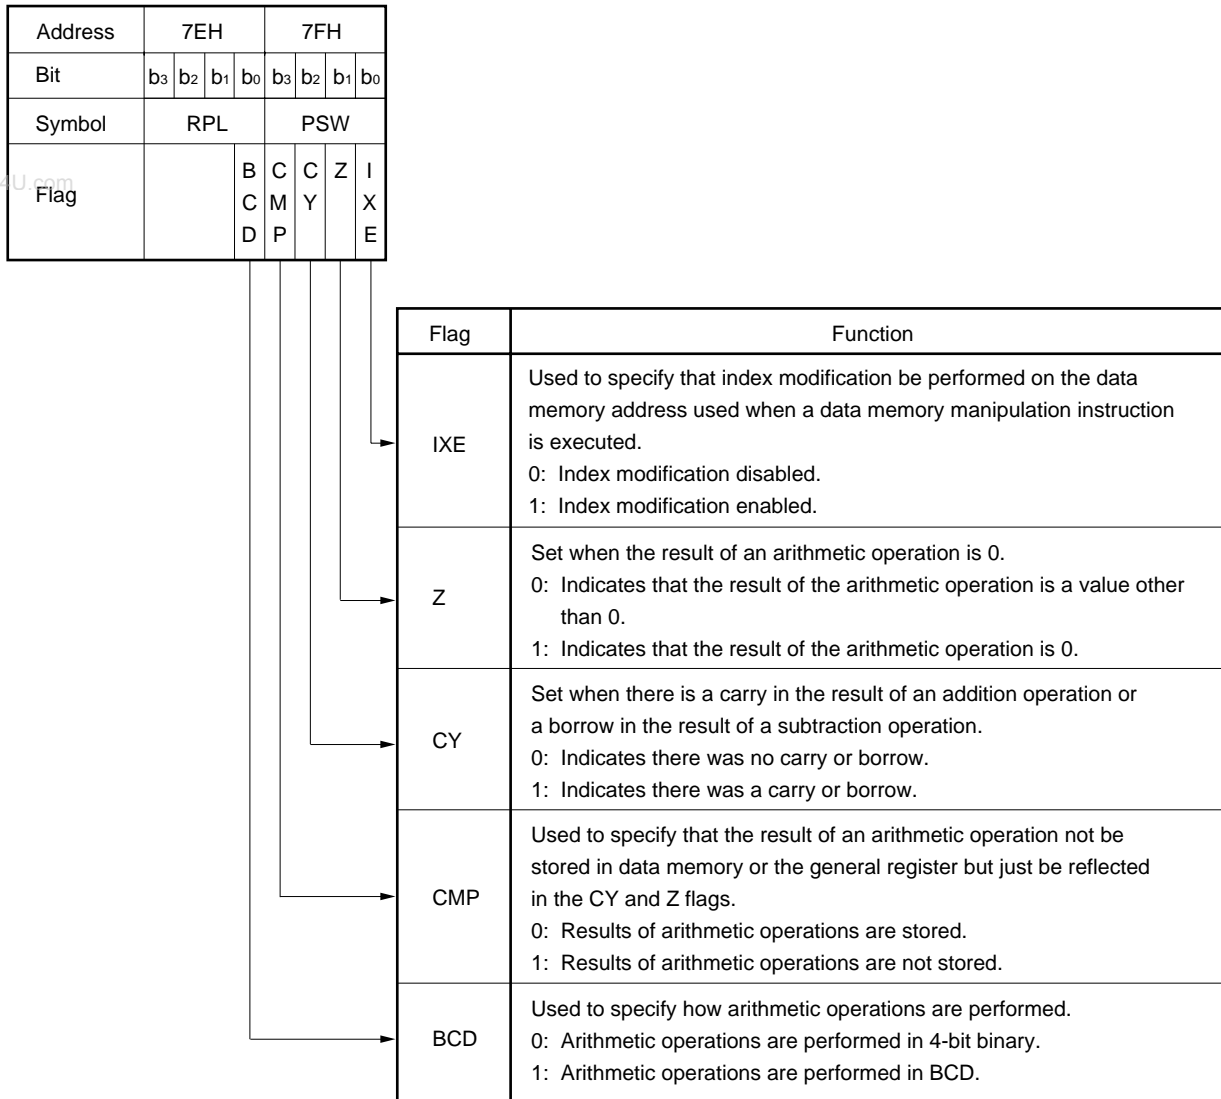 Address 7EH 7FH
Bit b3 b2 b1 b0 b3 b2 b1 b0
Symbol RPL PSW
Flag BCD CMP CY Z IXE
4U.com
Flag Function
IXE
Used to specify that index modification be performed on the data
memory address used when a data memory manipulation instruction
is executed.
0: Index modification disabled.
1: Index modification enabled.
Z
Set when the result of an arithmetic operation is 0.
0: Indicates that the result of the arithmetic operation is a value other
than 0.
1: Indicates that the result of the arithmetic operation is 0.
CY
Set when there is a carry in the result of an addition operation or
a borrow in the result of a subtraction operation.
0: Indicates there was no carry or borrow.
1: Indicates there was a carry or borrow.
CMP
Used to specify that the result of an arithmetic operation not be
stored in data memory or the general register but just be reflected
in the CY and Z flags.
0: Results of arithmetic operations are stored.
1: Results of arithmetic operations are not stored.
BCD
Used to specify how arithmetic operations are performed.
0: Arithmetic operations are performed in 4-bit binary.
1: Arithmetic operations are performed in BCD.